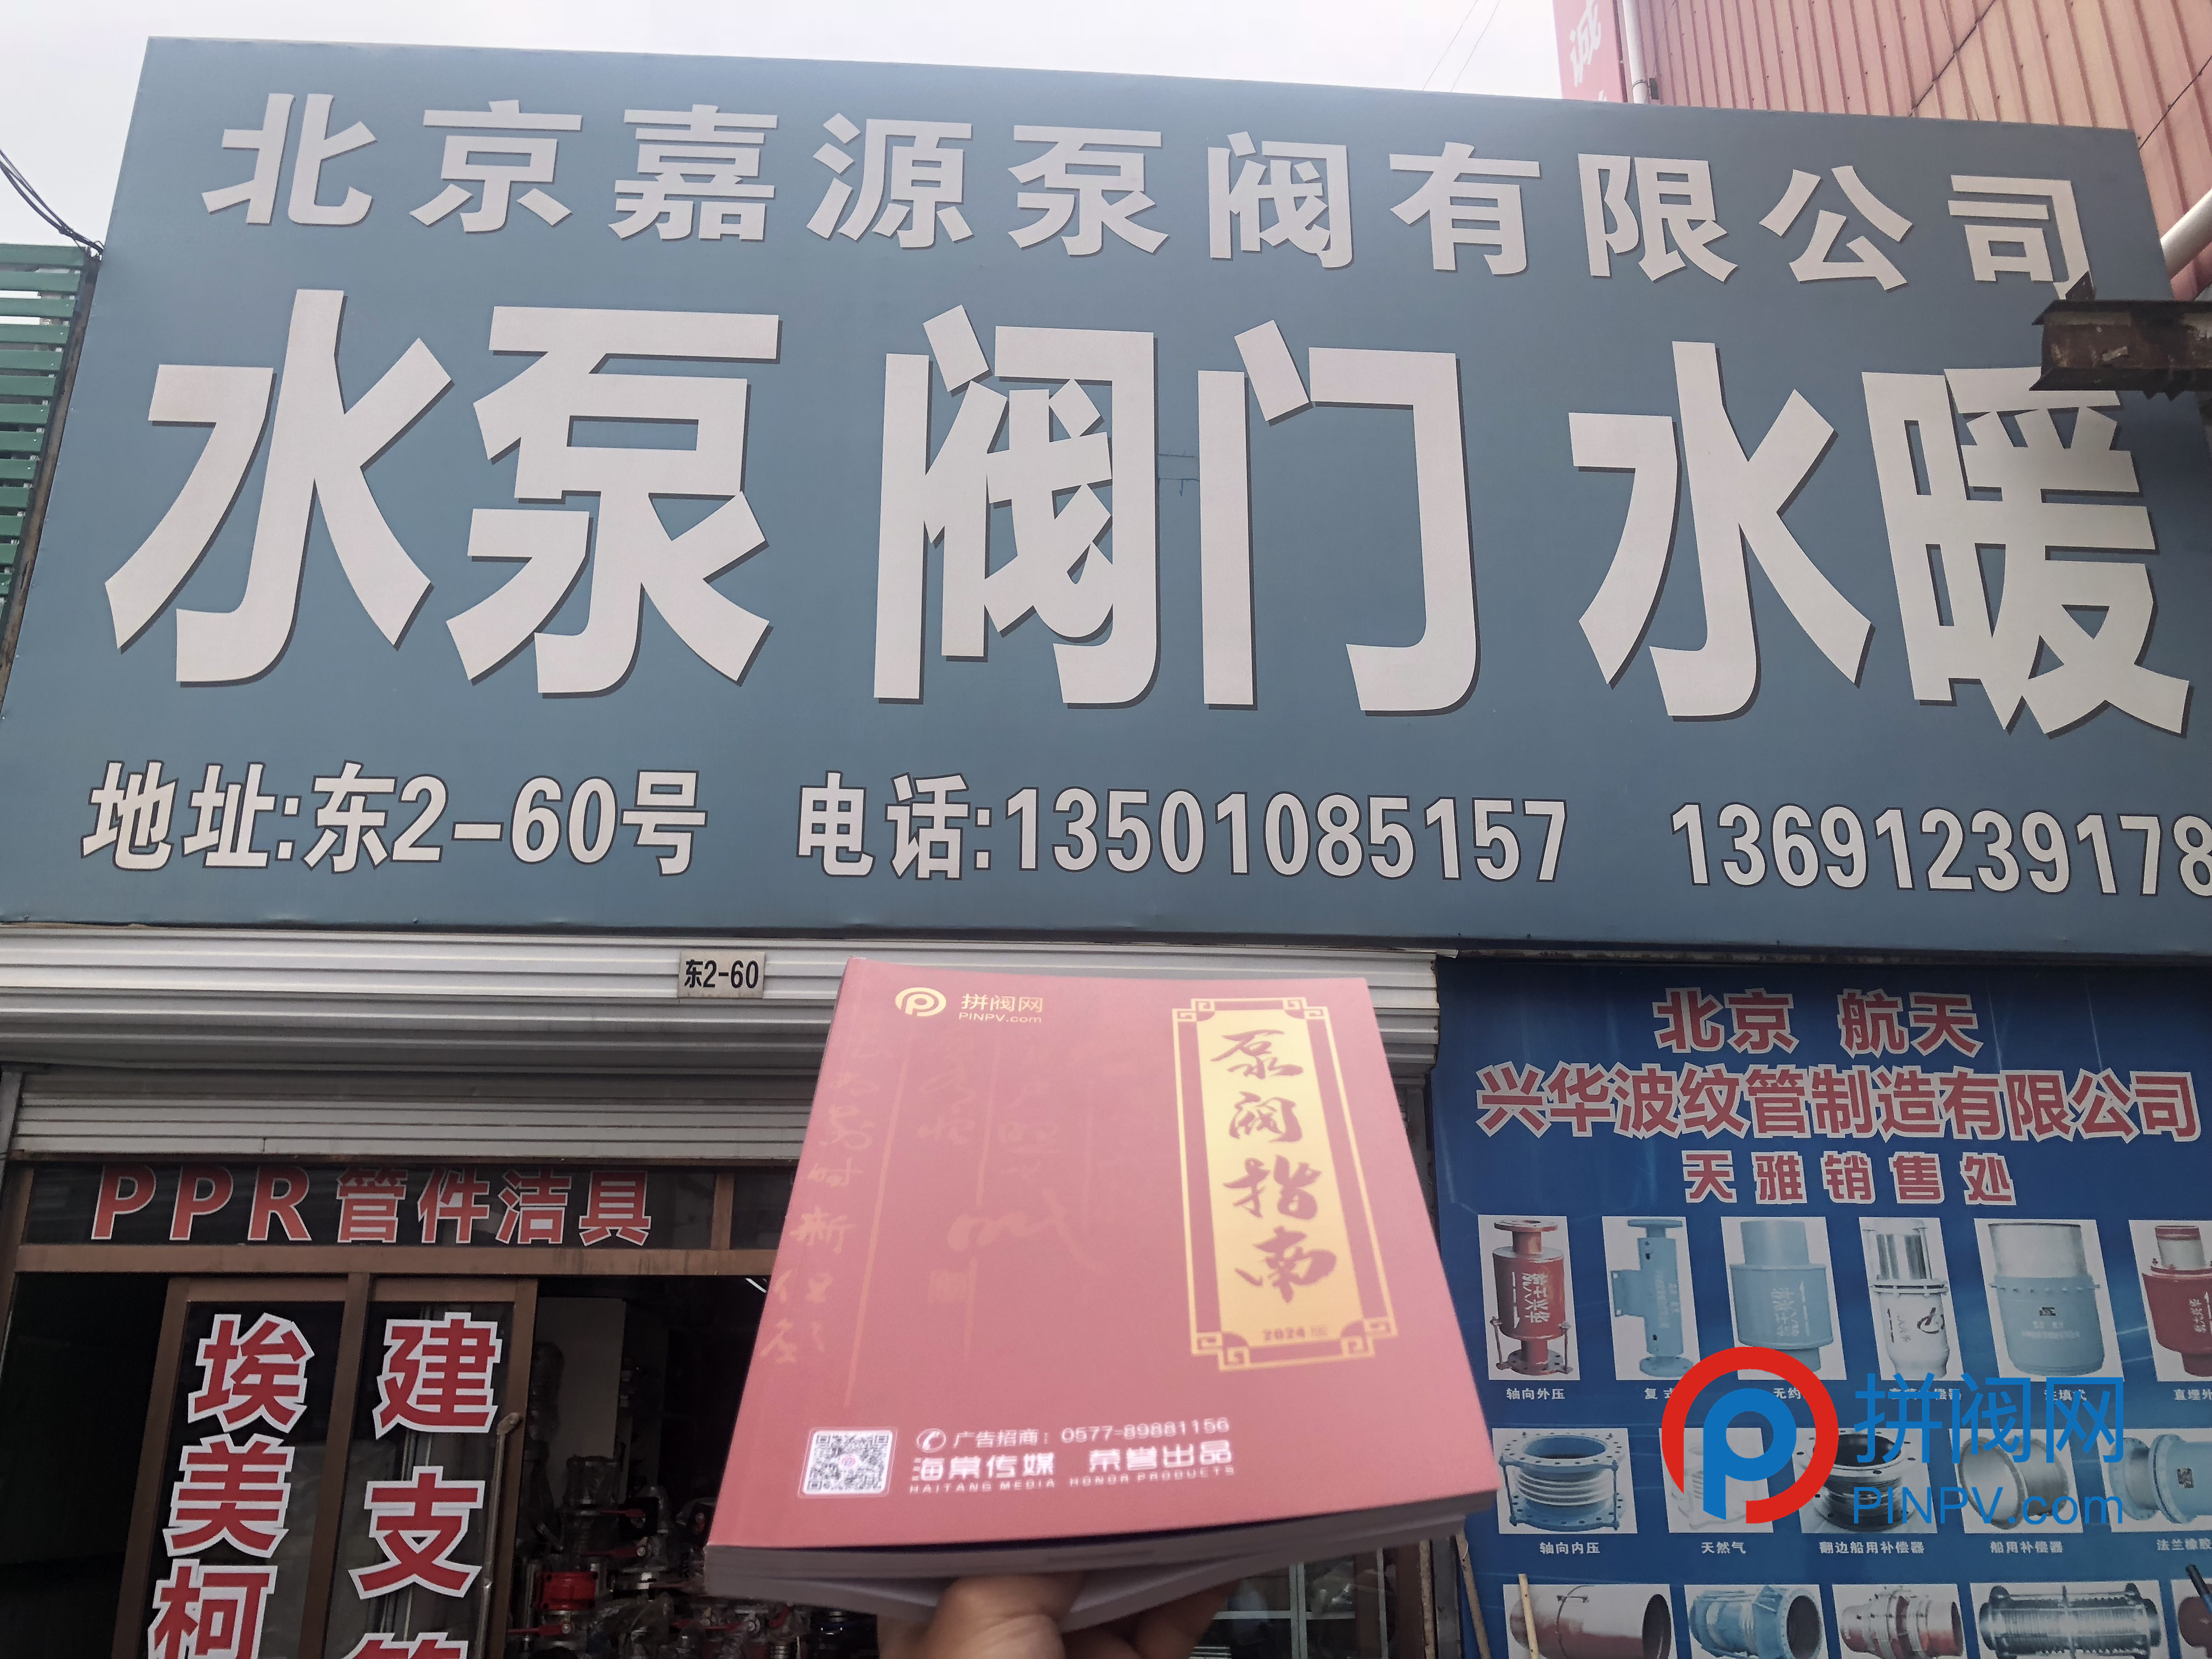 诚
北京嘉源泵阀有限公司
水泵 阀门 水暖
地址:东2-60号 电话:13501085157 13691239178
东2-60
拼阀网
PINPV.com
泵阀指南
2024版
广告招商：0577-89881156
海棠传媒 荣誉出品
HAITANG MEDIA HONOR PRODUCTS
PPR管件洁具
埃美柯
建支
北京 航天
兴华波纹管制造有限公司
天雅销售处
轴向外压
轴向内压 天然气 翻边船用补偿器 船用补偿器 法兰橡胶
拼阀网
PINPV.com